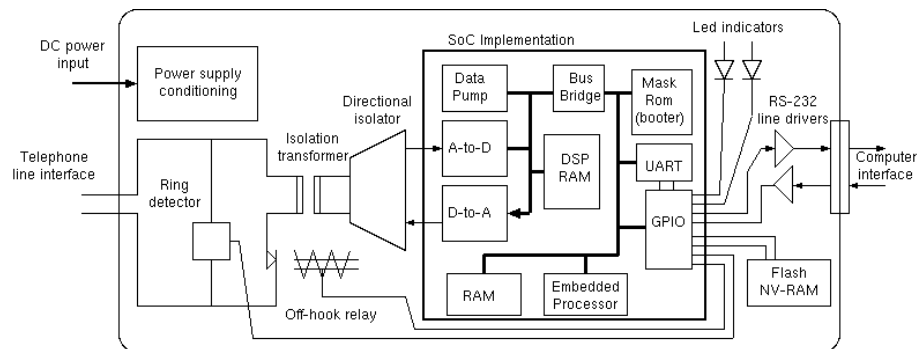 DC power
input
Power supply
conditioning
Telephone
line interface
Ring
detector
Isolation
transformer
Directional
isolator
Off-hook relay
SoC Implementation
Data
Pump
Bus
Bridge
Mask
Rom
(booter)
A-to-D
D-to-A
DSP
RAM
UART
GPIO
RAM
Embedded
Processor
Led indicators
RS-232
line drivers
Computer
interface
Flash
NV-RAM